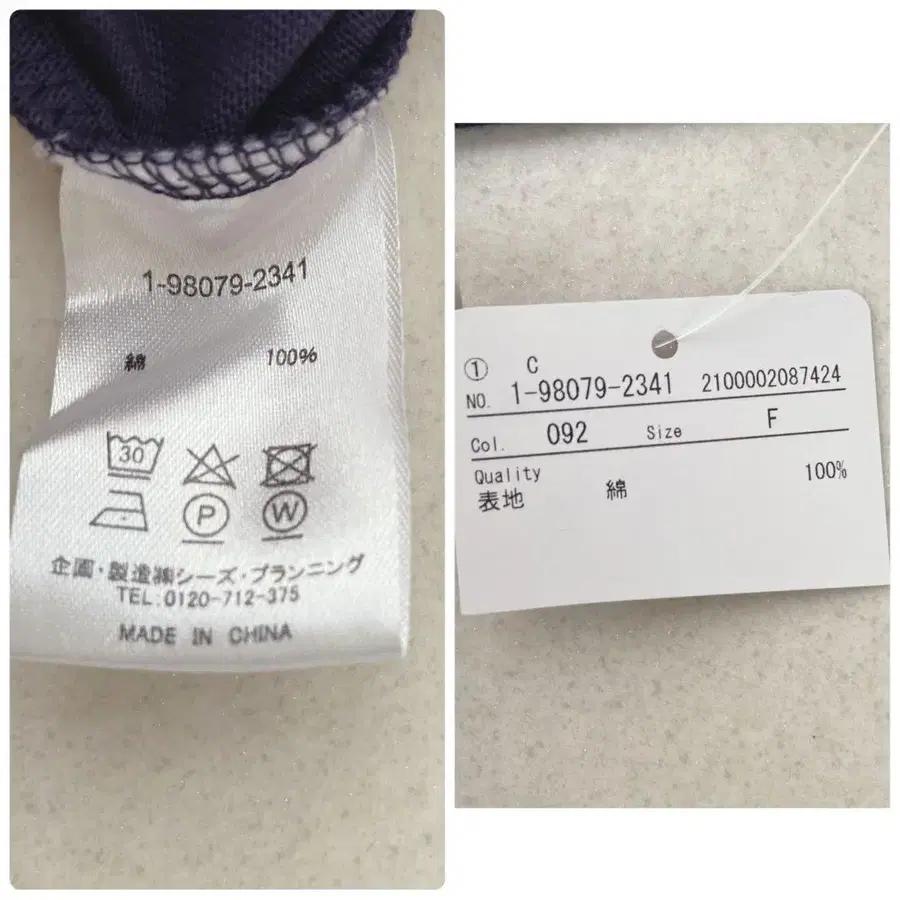 1-98079-2341
綿 100%
30
P W
企画・製造㈱シーズ・プランニング
TEL:0120-712-375
MADE IN CHINA
① C
NO. 1-98079-2341 2100002087424
Col. 092 Size F
Quality 100%
表地 綿